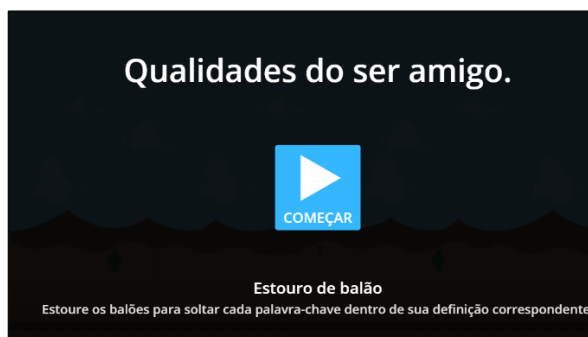 Qualidades do ser amigo.
COMEÇAR
Estouro de balão
Estoure os balões para soltar cada palavra-chave dentro de sua definição correspondente